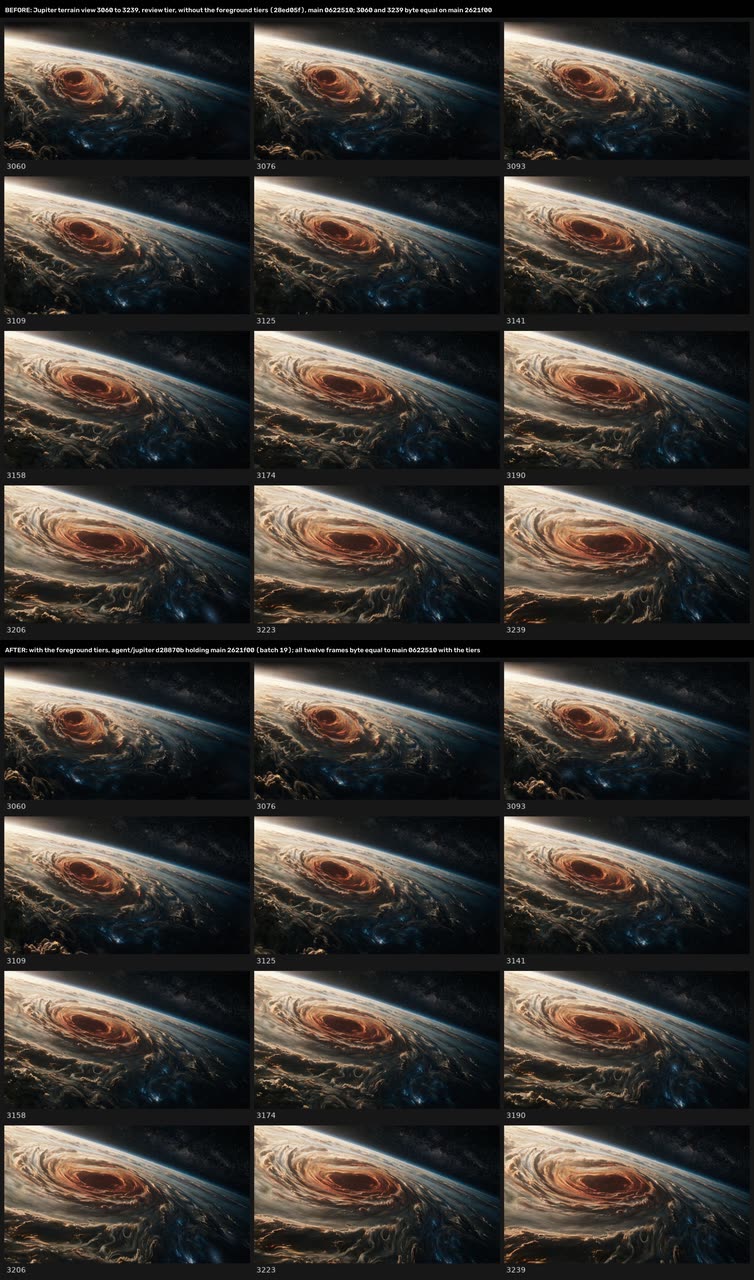 BEFORE: Jupiter terrain view 3060 to 3239, review tier, without the foreground tiers (28ed05f), main 0622510; 3060 and 3239 byte equal on main 2621f00
3060 3076 3093
3109 3125 3141
3158 3174 3190
3206 3223 3239
AFTER: with the foreground tiers, agent/jupiter d28870b holding main 2621f00 (batch 19); all twelve frames byte equal to main 0622510 with the tiers
3060 3076 3093
3109 3125 3141
3158 3174 3190
3206 3223 3239